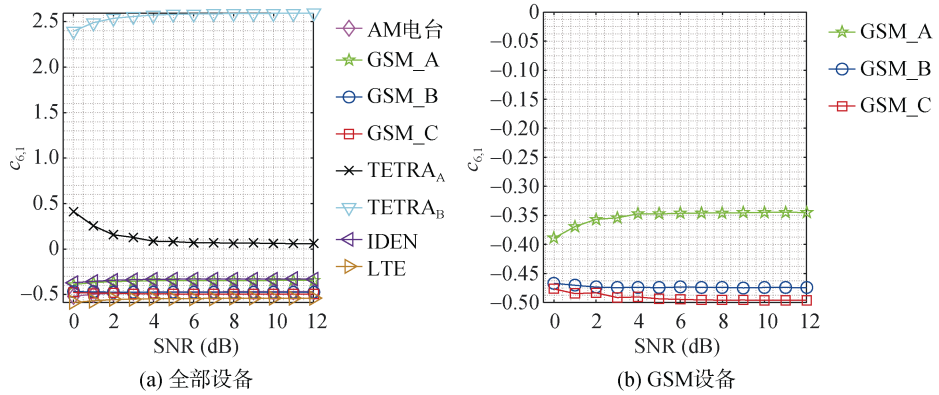 2.6
2.0
1.5
1.0
0.5
0
−0.5
c6,1
0 2 4 6 8 10 12
SNR (dB)
AM电台
GSM_A
GSM_B
GSM_C
TETRAA
TETRAB
IDEN
LTE
(a) 全部设备
0
−0.05
−0.10
−0.15
−0.20
−0.25
−0.30
−0.35
−0.40
−0.45
−0.50
c6,1
0 2 4 6 8 10 12
SNR (dB)
GSM_A
GSM_B
GSM_C
(b) GSM设备